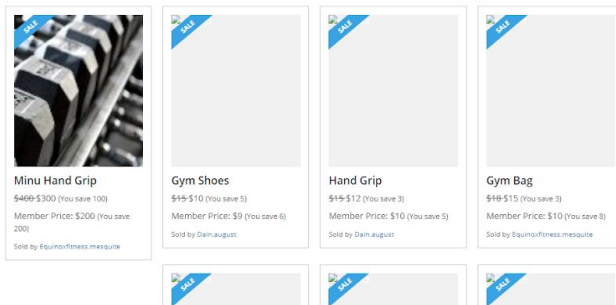 SALE
SALE
SALE
SALE
Minu Hand Grip
$400 $300 (You save 100)
Member Price: $200 (You save
200)
Sold by Equinoxfitness.mesquite
Gym Shoes
$15 $10 (You save 5)
Member Price: $9 (You save 6)
Sold by Dain.august
Hand Grip
$15 $12 (You save 3)
Member Price: $10 (You save 5)
Sold by Dain.august
Gym Bag
$18 $15 (You save 3)
Member Price: $10 (You save 8)
Sold by Equinoxfitness.mesquite
SALE
SALE
SALE